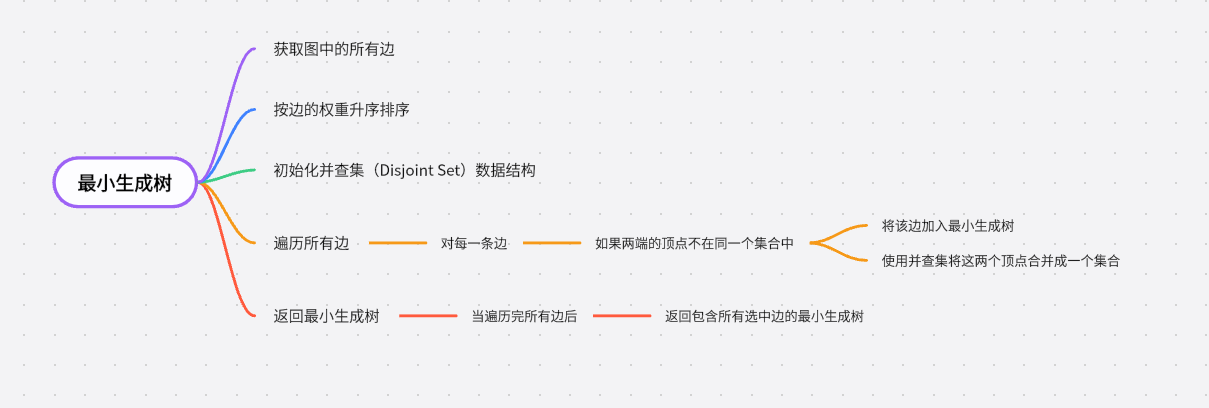 最小生成树
获取图中的所有边
按边的权重升序排序
初始化并查集（Disjoint Set）数据结构
遍历所有边
对每一条边
如果两端的顶点不在同一个集合中
将该边加入最小生成树
使用并查集将这两个顶点合并成一个集合
返回最小生成树
当遍历完所有边后
返回包含所有选中边的最小生成树